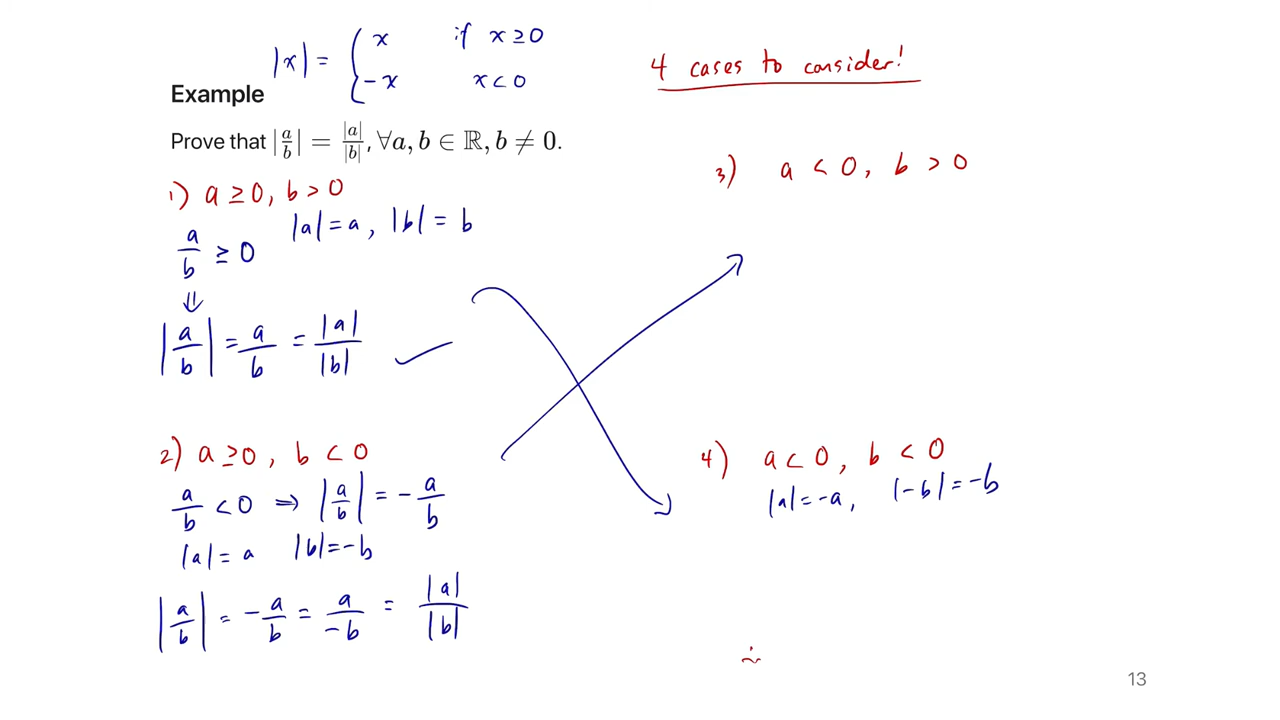 |x| = { x if x ≥ 0
-x x < 0
4 cases to consider!
Example
Prove that |a/b| = |a|/|b|, ∀a, b ∈ ℝ, b ≠ 0.
1) a ≥ 0, b > 0
|a| = a, |b| = b
a/b ≥ 0
⇓
|a/b| = a/b = |a|/|b| ✓
2) a ≥ 0, b < 0
a/b < 0 ⇒ |a/b| = - a/b
|a| = a |b| = -b
|a/b| = - a/b = a/-b = |a|/|b|
3) a < 0, b > 0
4) a < 0, b < 0
|a| = -a, |-b| = -b
13